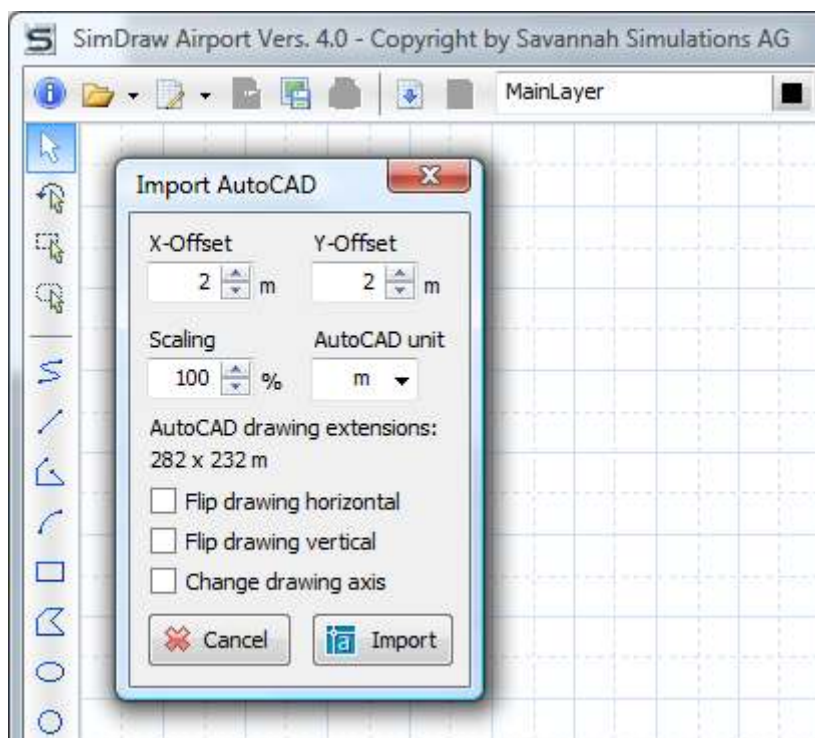 SimDraw Airport Vers. 4.0 - Copyright by Savannah Simulations AG
MainLayer
Import AutoCAD
X-Offset Y-Offset
2 m 2 m
Scaling AutoCAD unit
100 % m
AutoCAD drawing extensions:
282 x 232 m
Flip drawing horizontal
Flip drawing vertical
Change drawing axis
Cancel Import